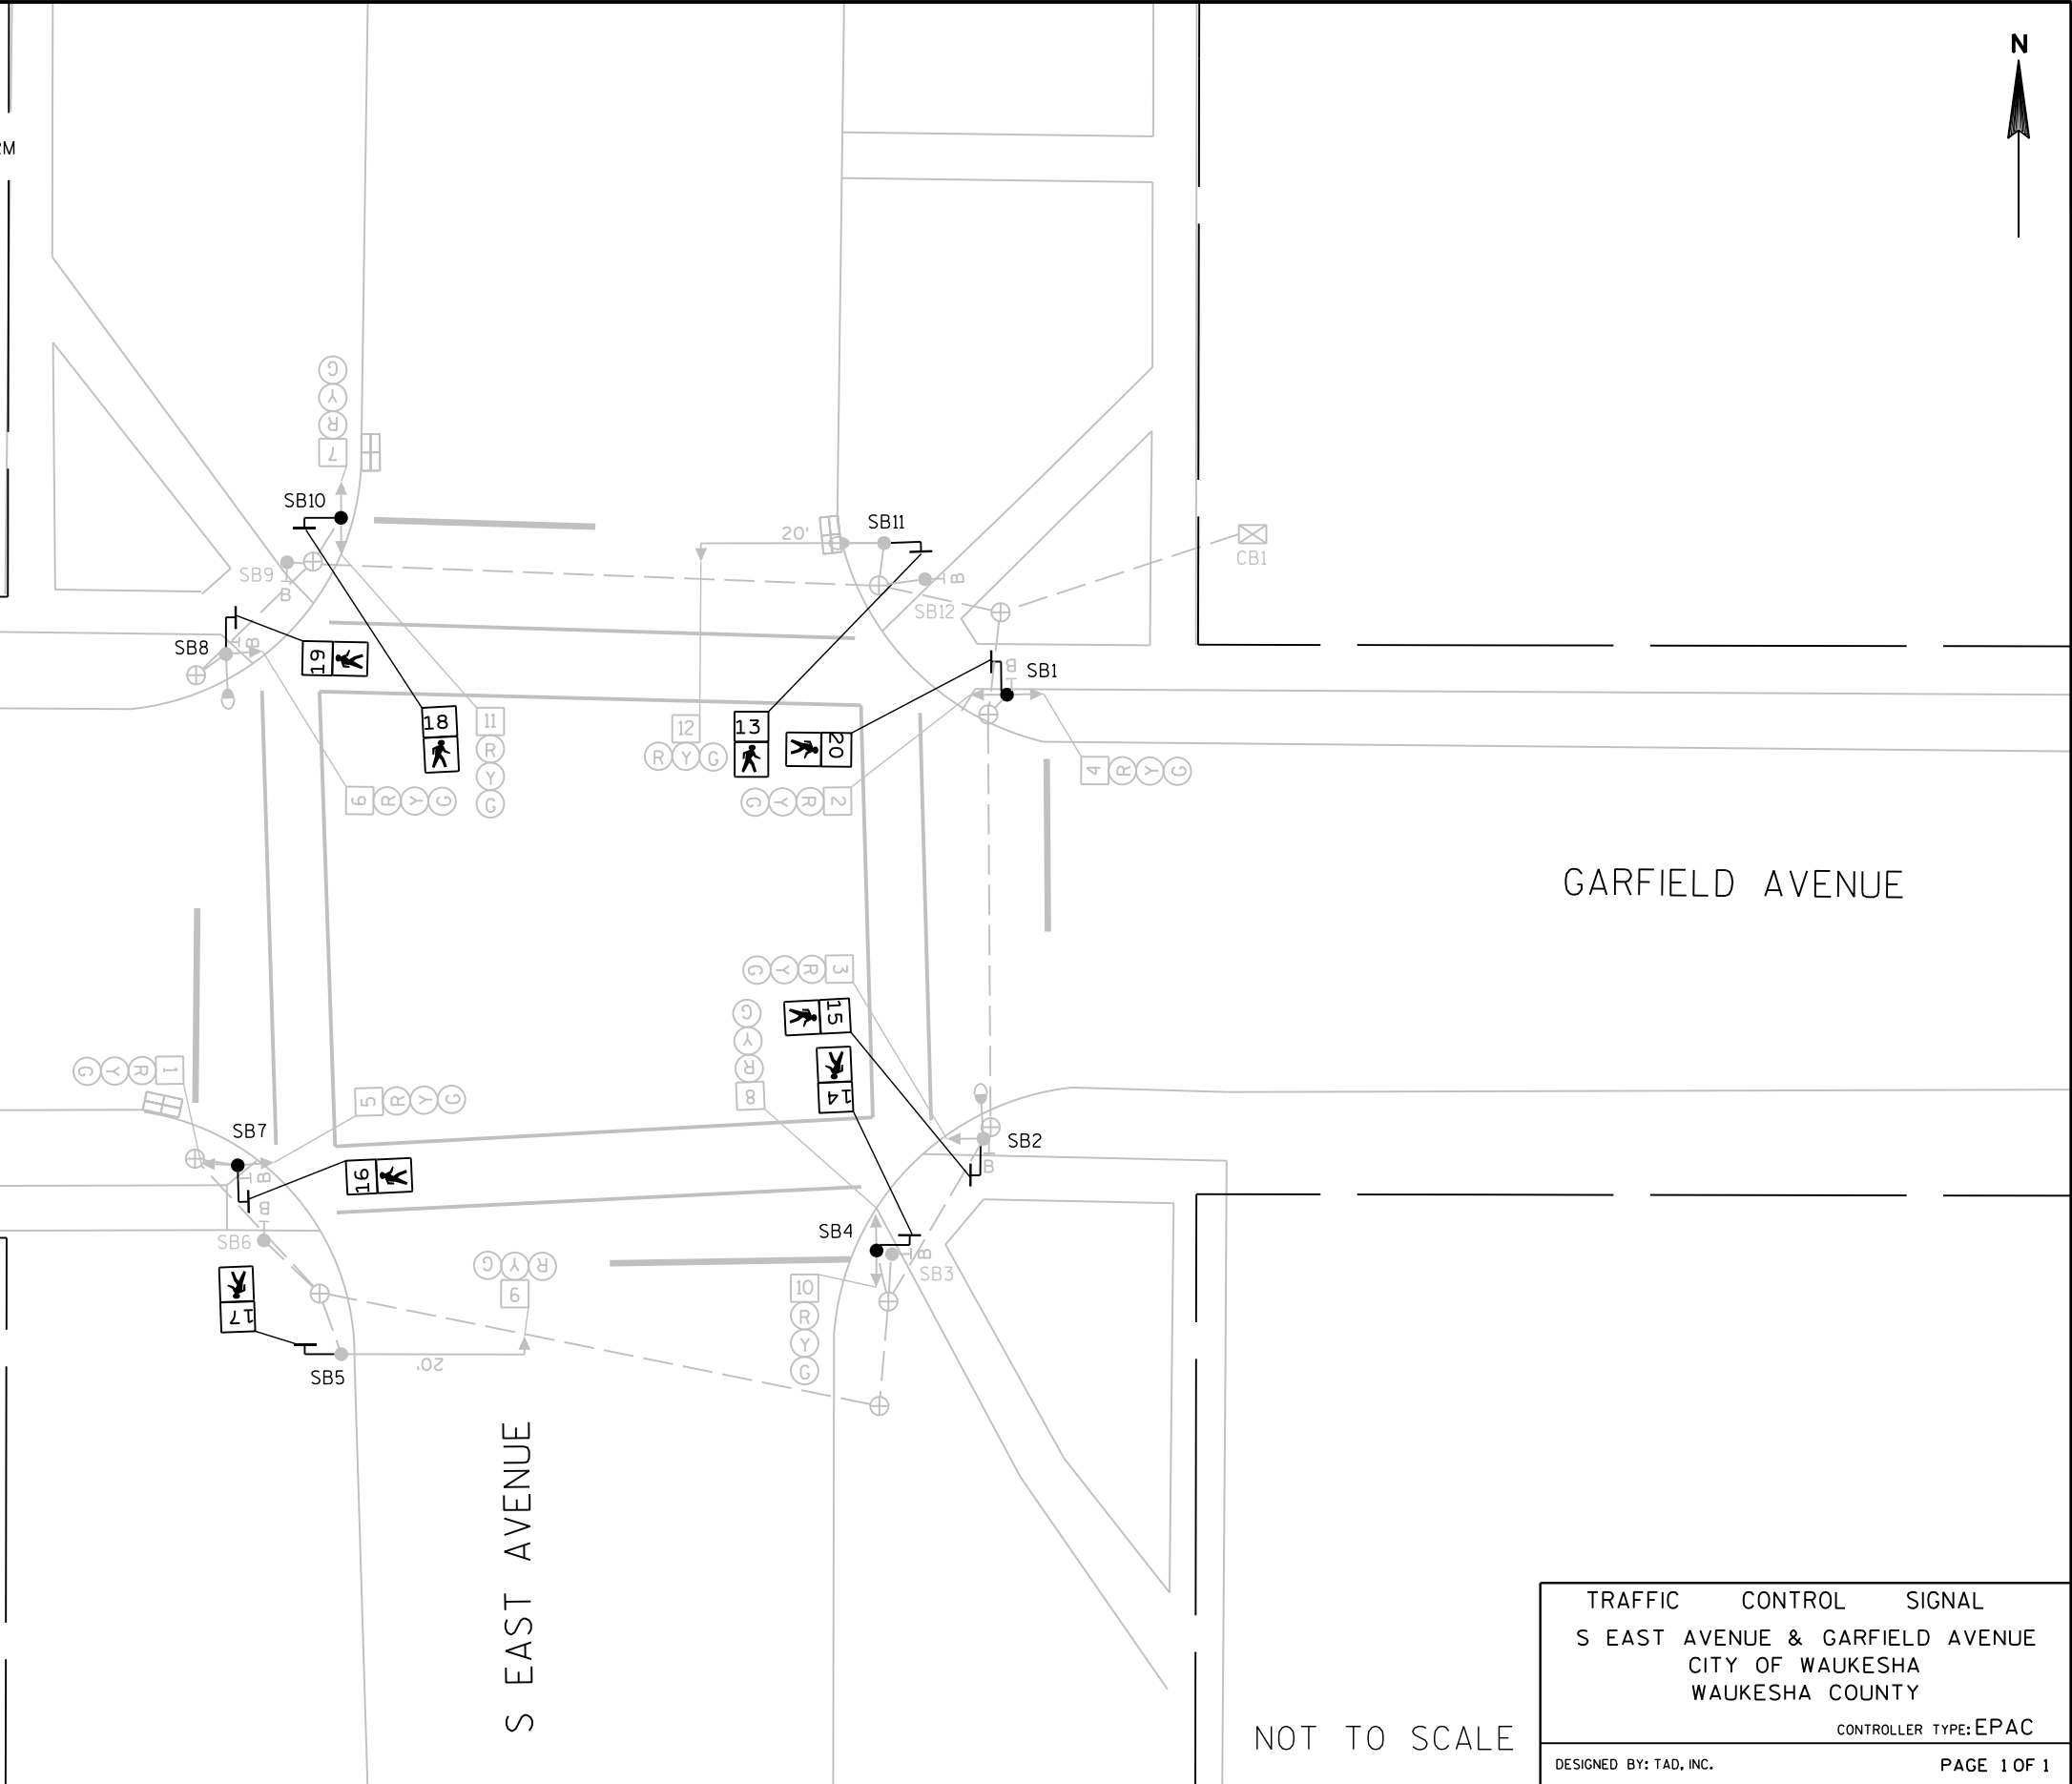 N
2M
G
Y
R
7
SB10
SB11
20'
SB9
B
B
CB1
SB12
SB8
B
19
B
SB1
18
11
R
Y
G
12
R Y G
13
20
4 R Y G
6 R Y G
G Y R 2
GARFIELD AVENUE
G Y R 3
15
G
Y
R
8
14
G Y R 1
5 R Y G
SB7
SB2
B
B
16
B
SB6
SB4
B
SB3
R Y G
9
10
R
Y
G
17
20'
SB5
S EAST AVENUE
NOT TO SCALE
TRAFFIC CONTROL SIGNAL
S EAST AVENUE & GARFIELD AVENUE
CITY OF WAUKESHA
WAUKESHA COUNTY
CONTROLLER TYPE: EPAC
DESIGNED BY: TAD, INC.
PAGE 1 OF 1